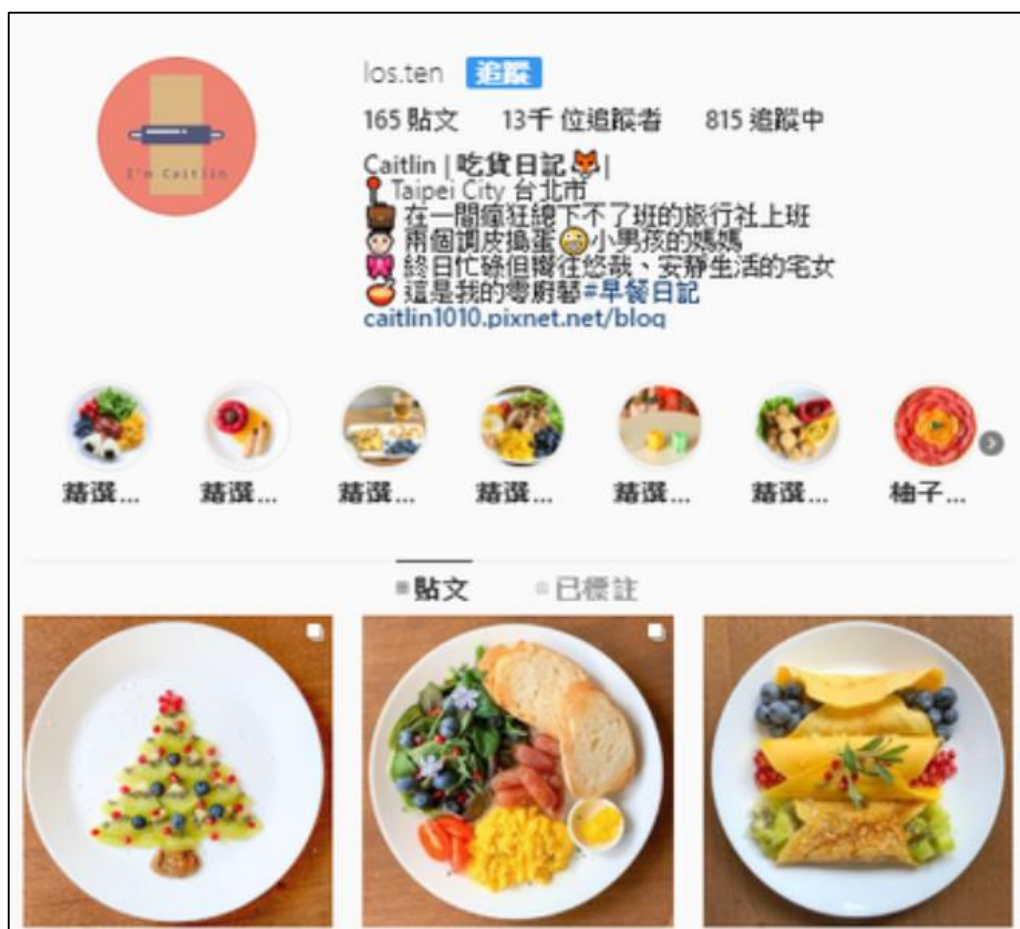 I'm Caitlin
los.ten 追蹤
165 貼文 13千 位追蹤者 815 追蹤中
Caitlin | 吃貨日記🦊|
📍 Taipei City 台北市
💼 在一間瘋狂總下不了班的旅行社上班
兩個調皮搗蛋😁小男孩的媽媽
終日忙碌但嚮往悠哉、安靜生活的宅女
這是我的零廚藝#早餐日記
caitlin1010.pixnet.net/blog
精選... 精選... 精選... 精選... 精選... 精選... 柚子...
貼文 已標註